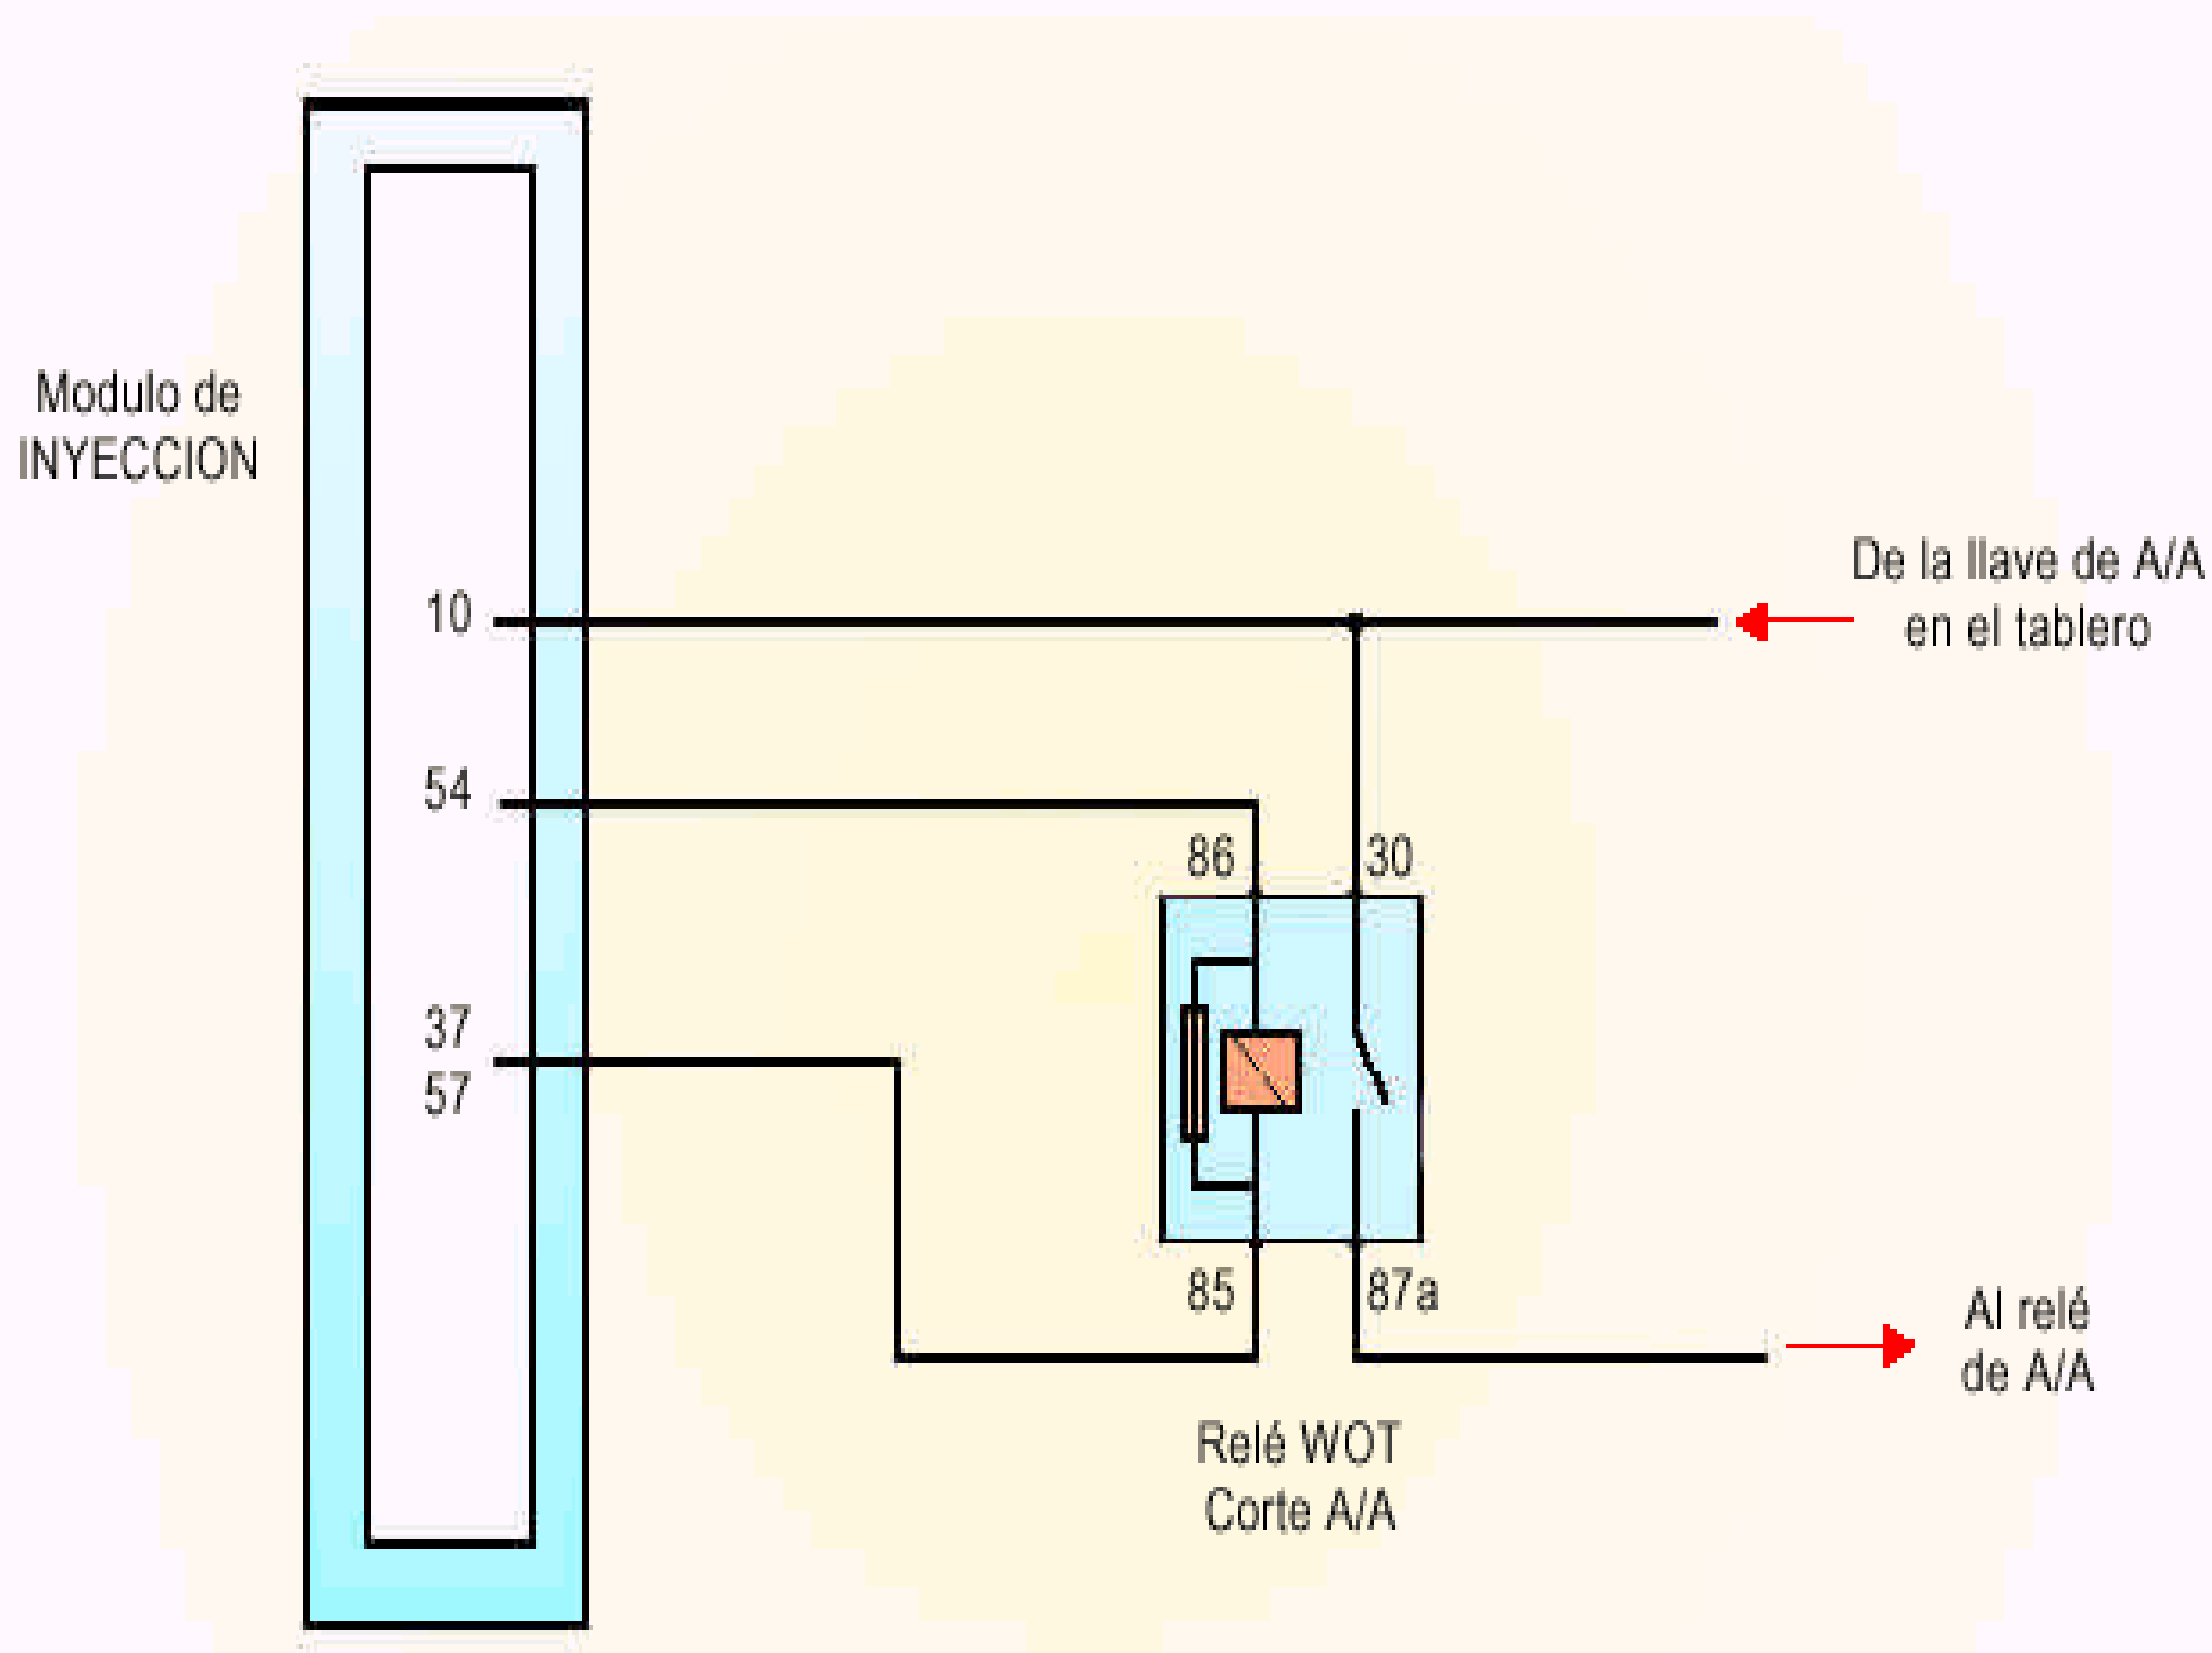 Modulo de
INYECCION
10
De la llave de A/A
en el tablero
54
86
30
37
57
85
87a
Al relé
de A/A
Relé WOT
Corte A/A